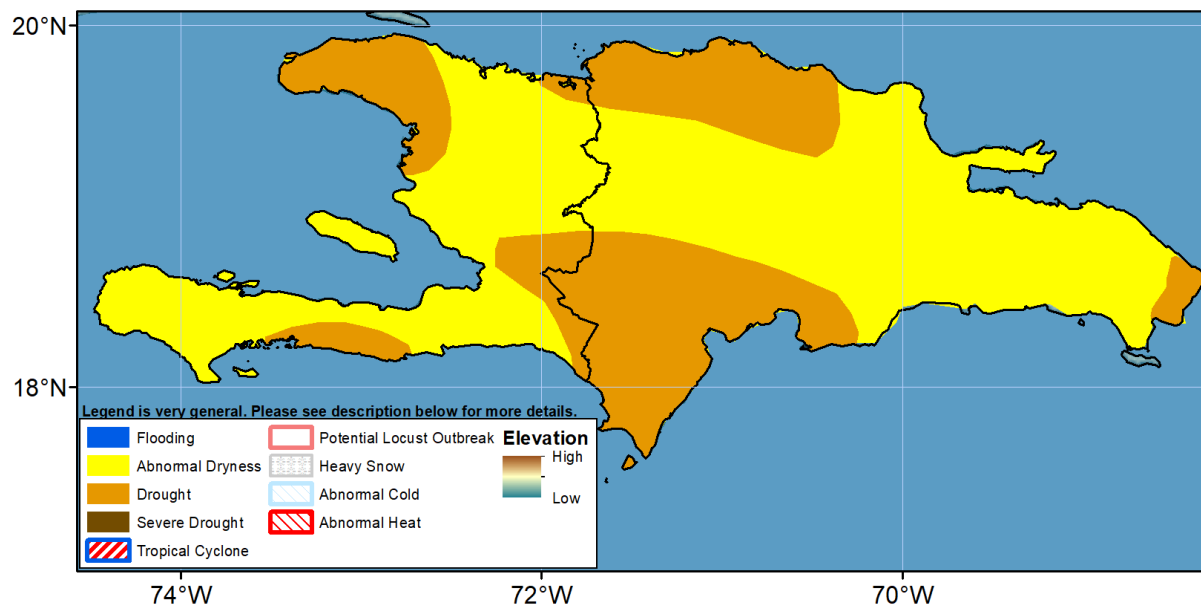 20°N
18°N
Legend is very general. Please see description below for more details.
Flooding
Abnormal Dryness
Drought
Severe Drought
Tropical Cyclone
Potential Locust Outbreak
Heavy Snow
Abnormal Cold
Abnormal Heat
Elevation
High
Low
74°W
72°W
70°W